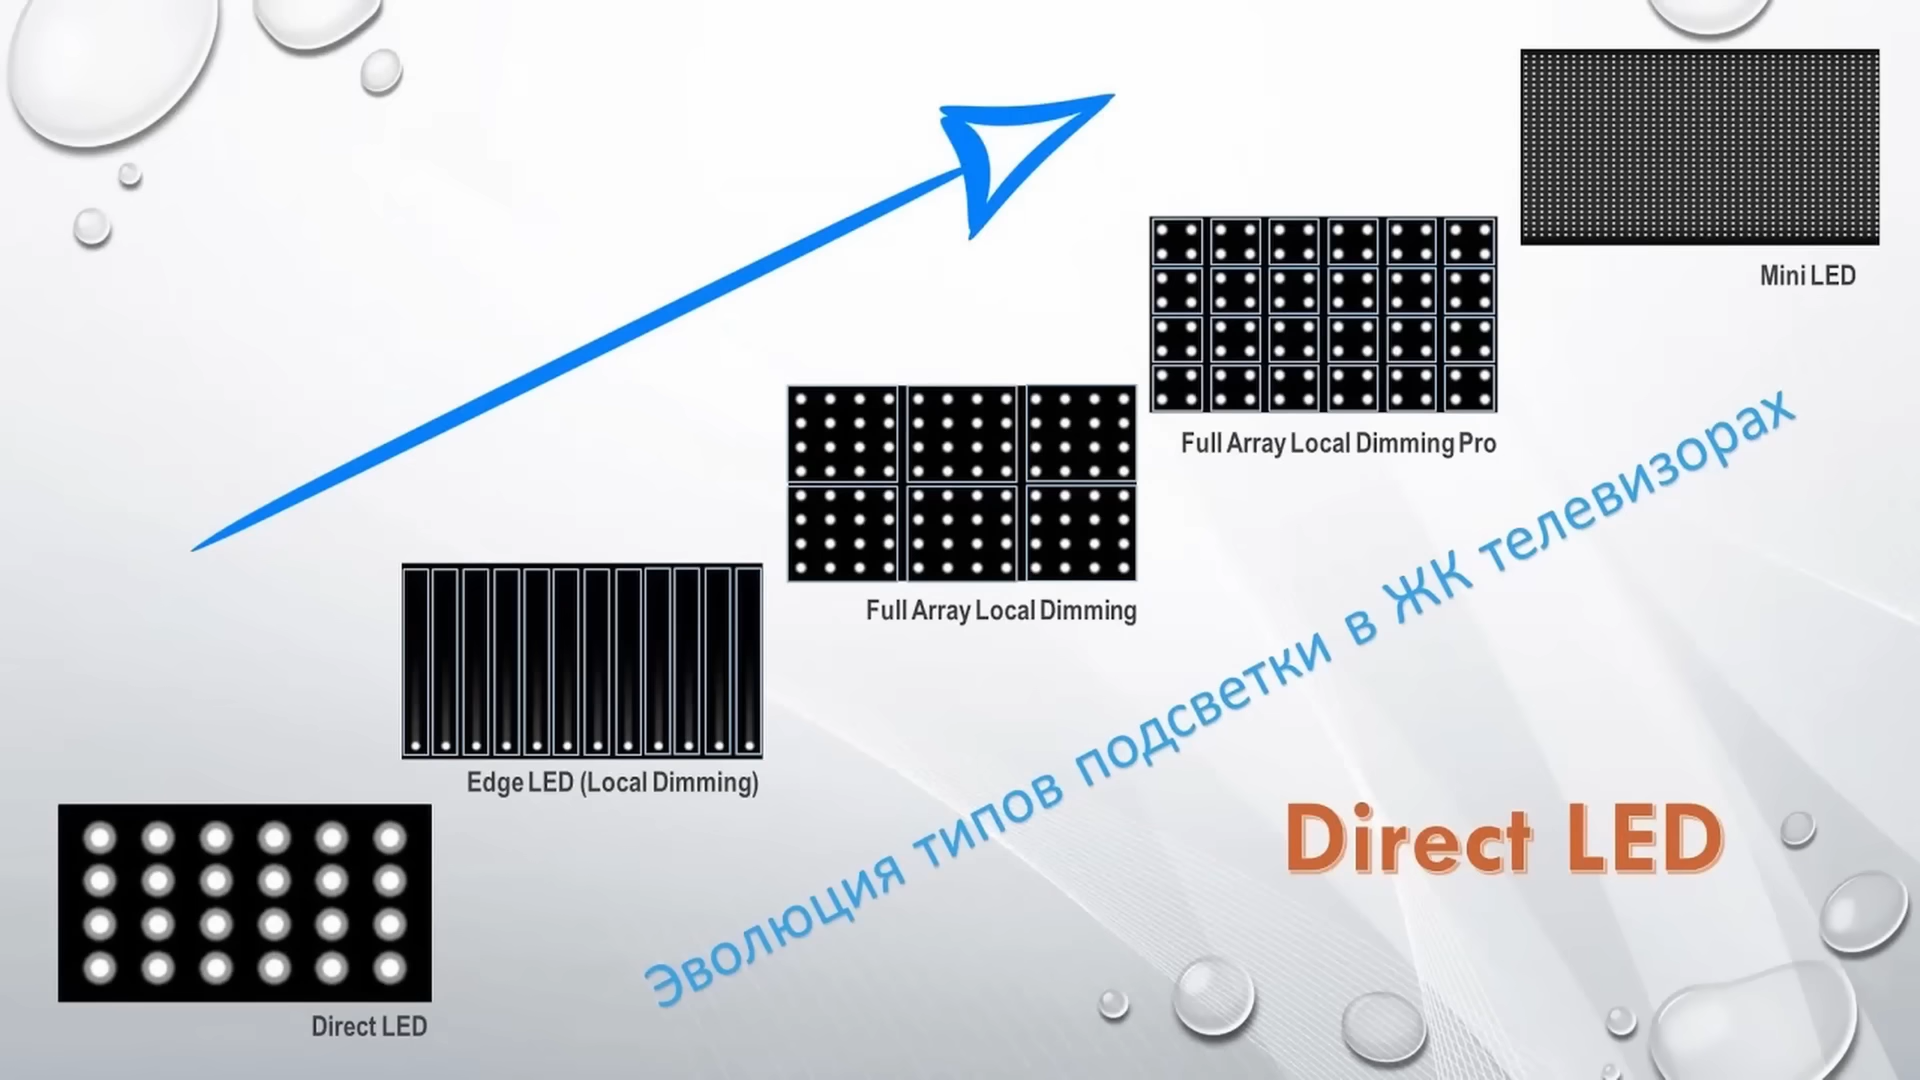 Mini LED
Full Array Local Dimming Pro
Full Array Local Dimming
Edge LED (Local Dimming)
Direct LED
Эволюция типов подсветки в ЖК телевизорах
Direct LED